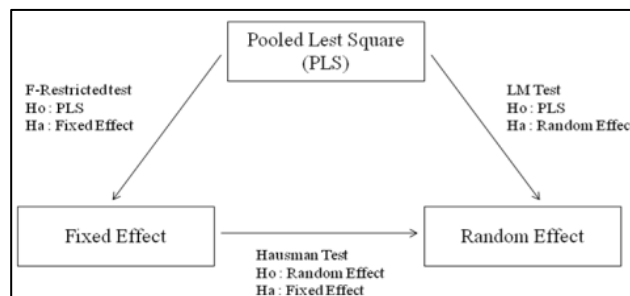 Pooled Lest Square
(PLS)
F-Restrictedtest
Ho : PLS
Ha : Fixed Effect
LM Test
Ho : PLS
Ha : Random Effect
Fixed Effect
Random Effect
Hausman Test
Ho : Random Effect
Ha : Fixed Effect